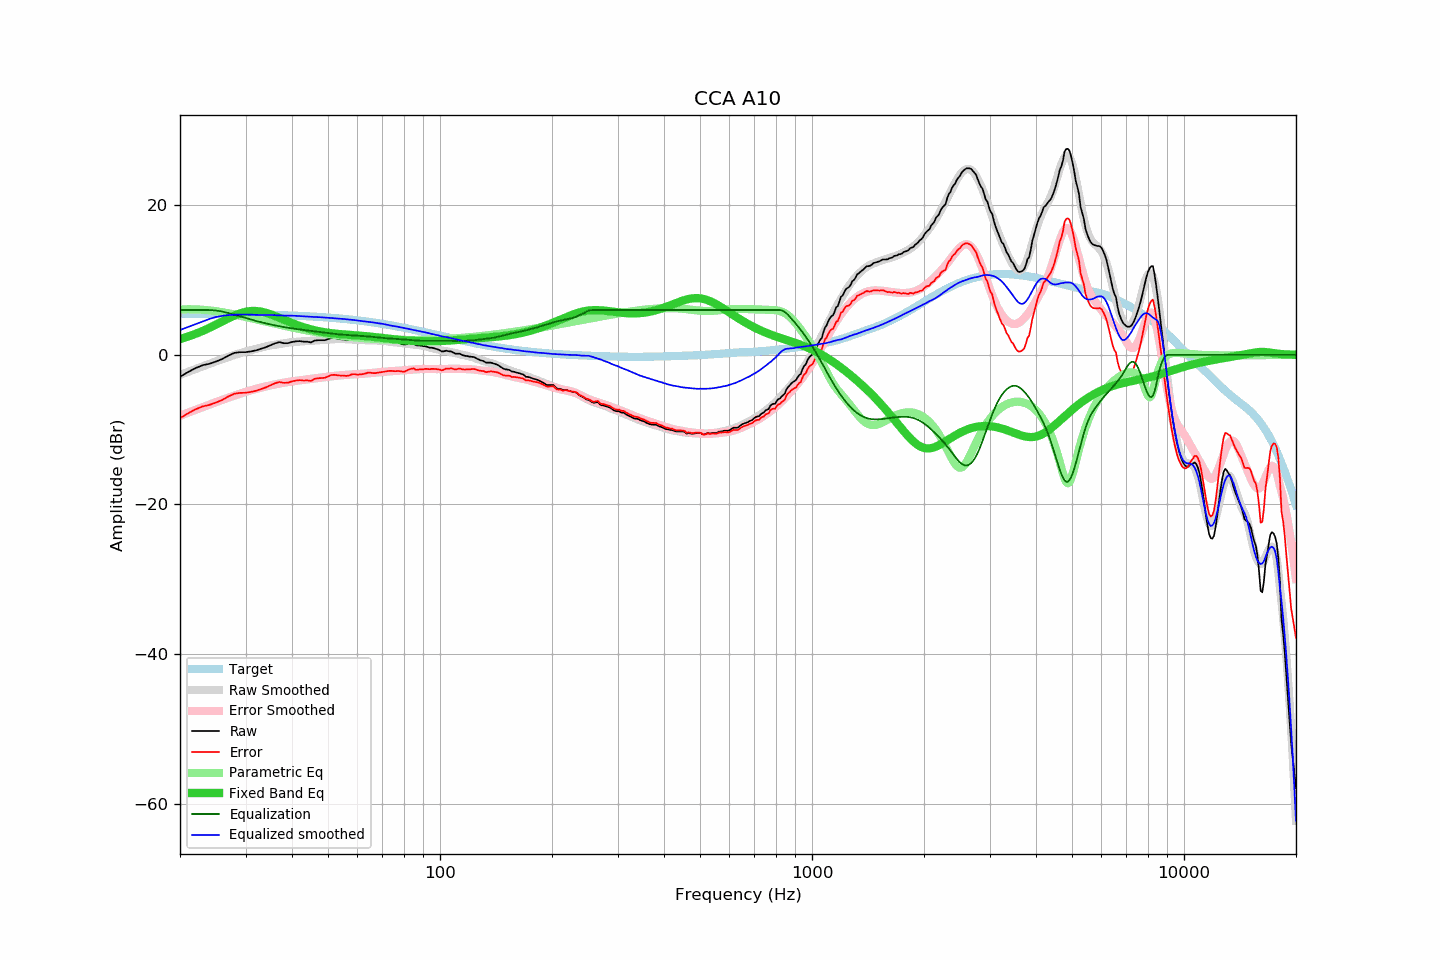 CCA A10
20
0
−20
−40
−60
Amplitude (dBr)
Target
Raw Smoothed
Error Smoothed
Raw
Error
Parametric Eq
Fixed Band Eq
Equalization
Equalized smoothed
100
1000
10000
Frequency (Hz)